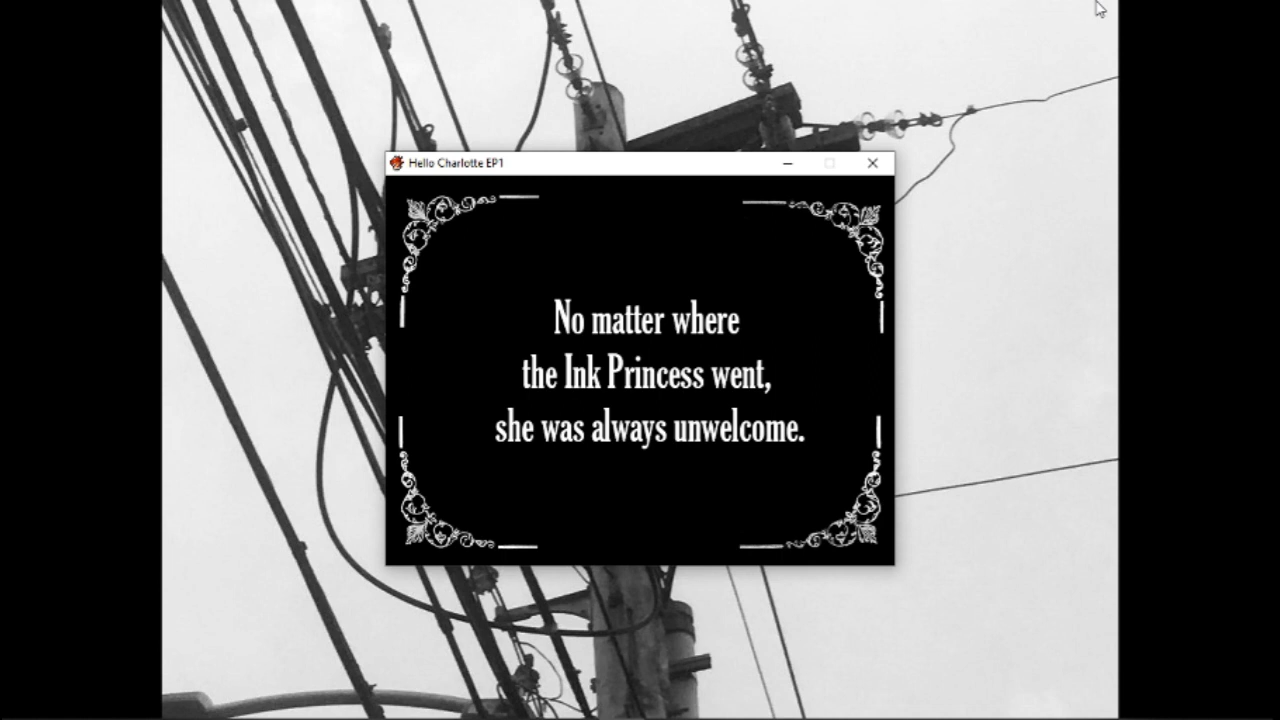 Hello Charlotte EP1
No matter where
the Ink Princess went,
she was always unwelcome.